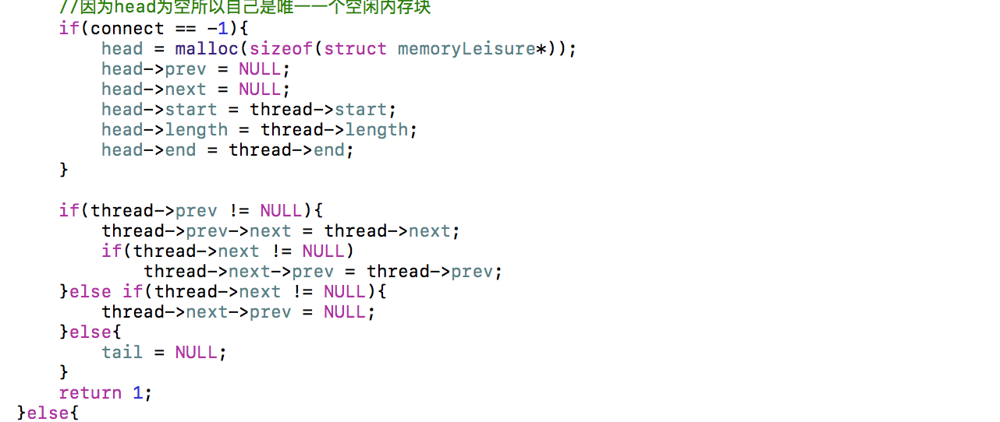 //因为head为空所以自己是唯一一个空闲内存块
if(connect == -1){
head = malloc(sizeof(struct memoryLeisure*));
head->prev = NULL;
head->next = NULL;
head->start = thread->start;
head->length = thread->length;
head->end = thread->end;
}
if(thread->prev != NULL){
thread->prev->next = thread->next;
if(thread->next != NULL)
thread->next->prev = thread->prev;
}else if(thread->next != NULL){
thread->next->prev = NULL;
}else{
tail = NULL;
}
return 1;
}else{